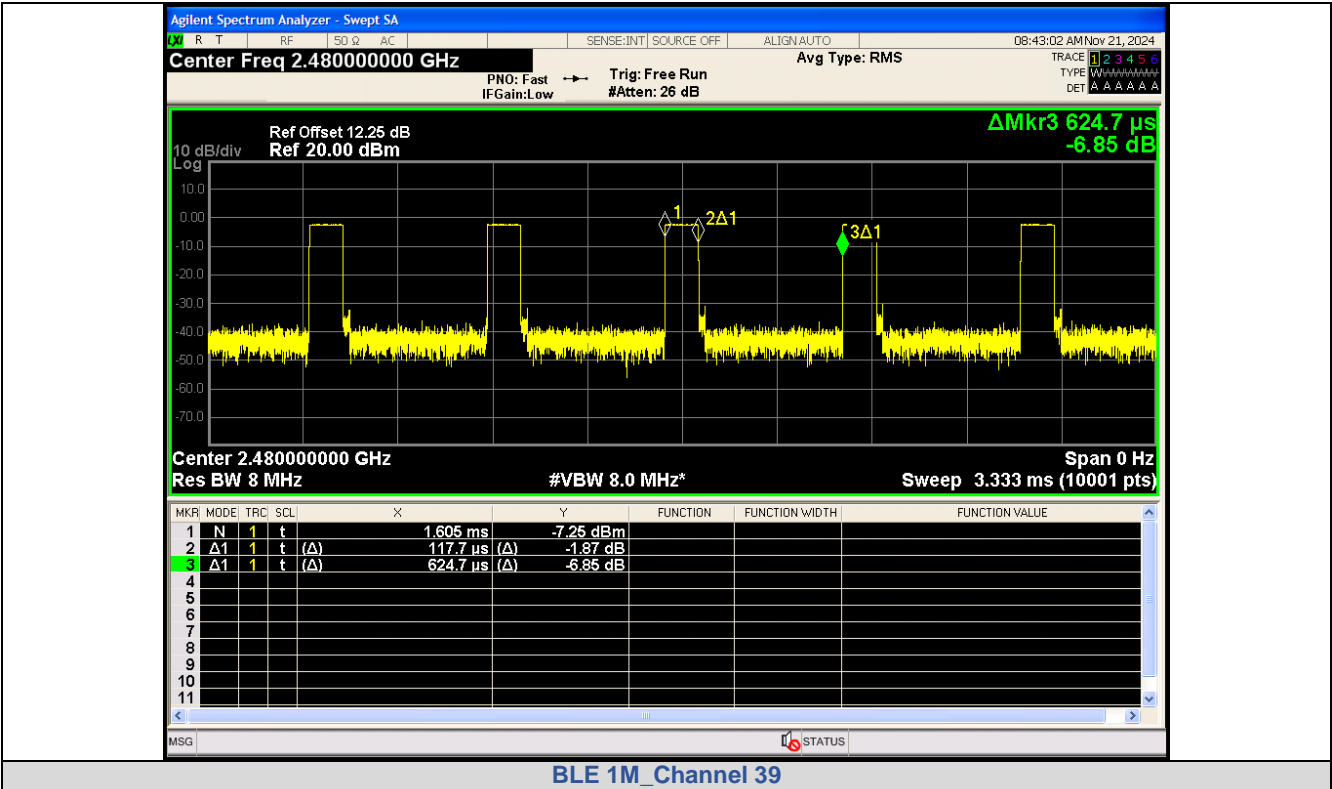 Agilent Spectrum Analyzer - Swept SA
LXI R T RF 50 Ω AC SENSE:INT SOURCE OFF ALIGN AUTO 08:43:02 AM Nov 21, 2024
Center Freq 2.480000000 GHz Avg Type: RMS TRACE 1 2 3 4 5 6
PNO: Fast Trig: Free Run TYPE WWWWWW
IFGain:Low #Atten: 26 dB DET A A A A A A
ΔMkr3 624.7 µs
-6.85 dB
Ref Offset 12.25 dB
10 dB/div Ref 20.00 dBm
Log
10.0
0.00
-10.0
-20.0
-30.0
-40.0
-50.0
-60.0
-70.0
1
2Δ1
3Δ1
Center 2.480000000 GHz Span 0 Hz
Res BW 8 MHz #VBW 8.0 MHz* Sweep 3.333 ms (10001 pts)
MKR MODE TRC SCL X Y FUNCTION FUNCTION WIDTH FUNCTION VALUE
1 N 1 t 1.605 ms -7.25 dBm
2 Δ1 1 t (Δ) 117.7 µs (Δ) -1.87 dB
3 Δ1 1 t (Δ) 624.7 µs (Δ) -6.85 dB
4
5
6
7
8
9
10
11
MSG STATUS
BLE 1M_Channel 39